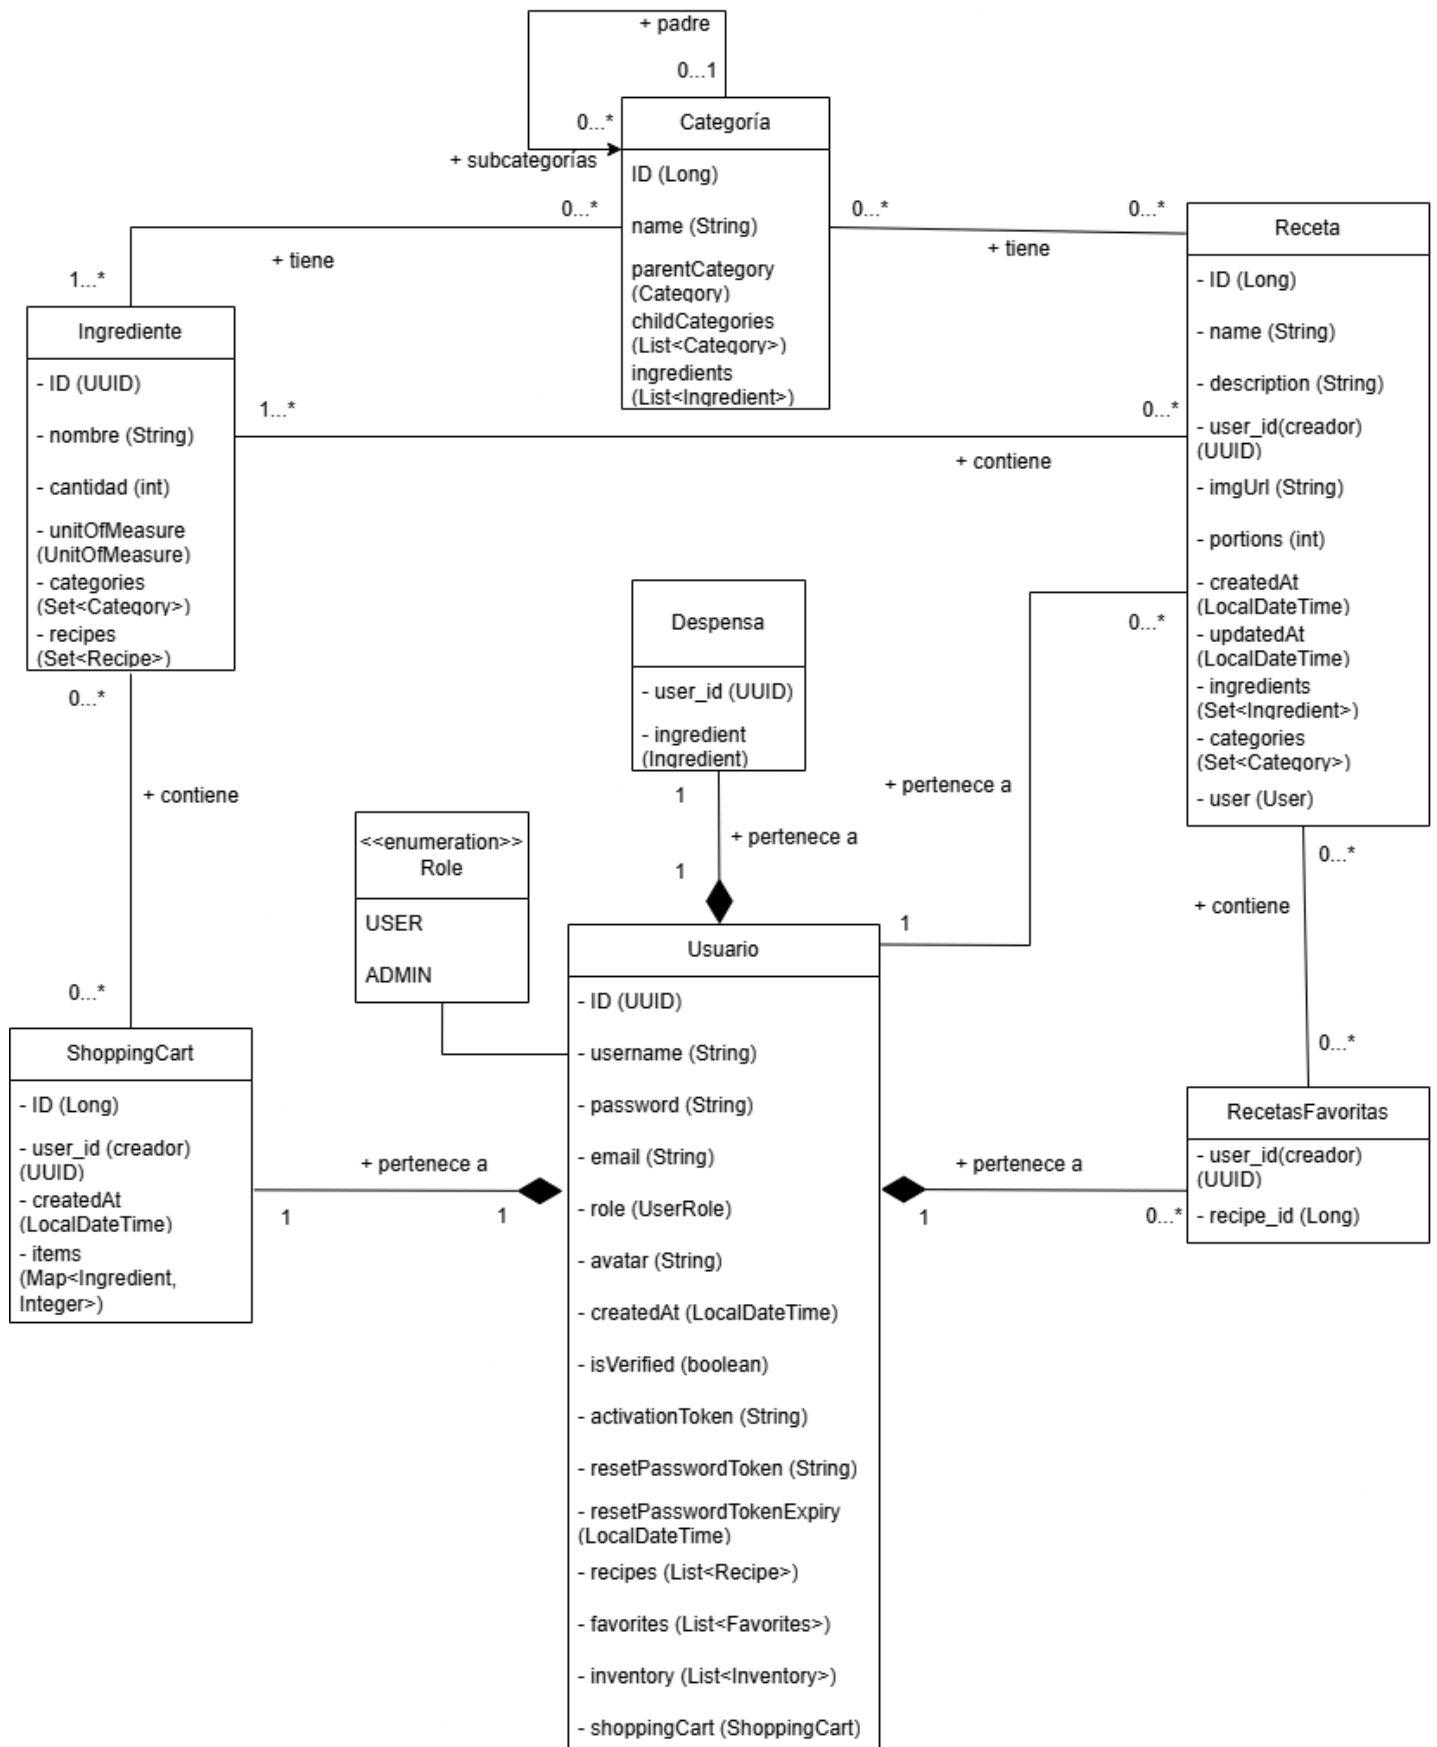 + padre
0...1
0...*
+ subcategorías
Categoría
ID (Long)
name (String)
parentCategory
(Category)
childCategories
(List<Category>)
ingredients
(List<Ingredient>)
0...*
+ tiene
1...*
0...*
0...*
+ tiene
Ingrediente
- ID (UUID)
- nombre (String)
- cantidad (int)
- unitOfMeasure
(UnitOfMeasure)
- categories
(Set<Category>)
- recipes
(Set<Recipe>)
1...*
0...*
+ contiene
Receta
- ID (Long)
- name (String)
- description (String)
- user_id(creador)
(UUID)
- imgUrl (String)
- portions (int)
- createdAt
(LocalDateTime)
- updatedAt
(LocalDateTime)
- ingredients
(Set<Ingredient>)
- categories
(Set<Category>)
- user (User)
Despensa
- user_id (UUID)
- ingredient
(Ingredient)
1
+ pertenece a
1
0...*
+ pertenece a
1
0...*
+ contiene
0...*
<<enumeration>>
Role
USER
ADMIN
0...*
+ contiene
0...*
ShoppingCart
- ID (Long)
- user_id (creador)
(UUID)
- createdAt
(LocalDateTime)
- items
(Map<Ingredient,
Integer>)
+ pertenece a
1
1
Usuario
- ID (UUID)
- username (String)
- password (String)
- email (String)
- role (UserRole)
- avatar (String)
- createdAt (LocalDateTime)
- isVerified (boolean)
- activationToken (String)
- resetPasswordToken (String)
- resetPasswordTokenExpiry
(LocalDateTime)
- recipes (List<Recipe>)
- favorites (List<Favorites>)
- inventory (List<Inventory>)
- shoppingCart (ShoppingCart)
+ pertenece a
1
0...*
RecetasFavoritas
- user_id(creador)
(UUID)
- recipe_id (Long)